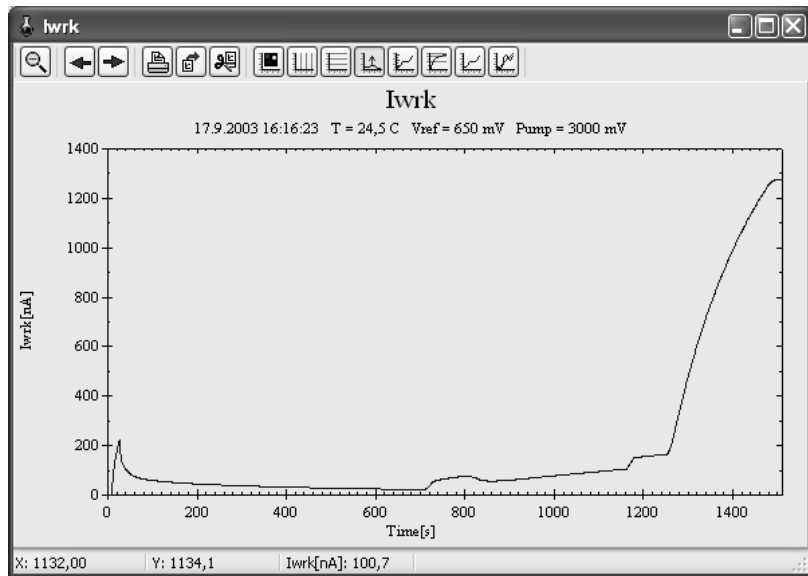 Iwrk
Iwrk
17.9.2003 16:16:23 T = 24,5 C Vref = 650 mV Pump = 3000 mV
1400
1200
1000
800
600
400
200
0
Iwrk[nA]
0 200 400 600 800 1000 1200 1400
Time[s]
X: 1132,00 Y: 1134,1 Iwrk[nA]: 100,7